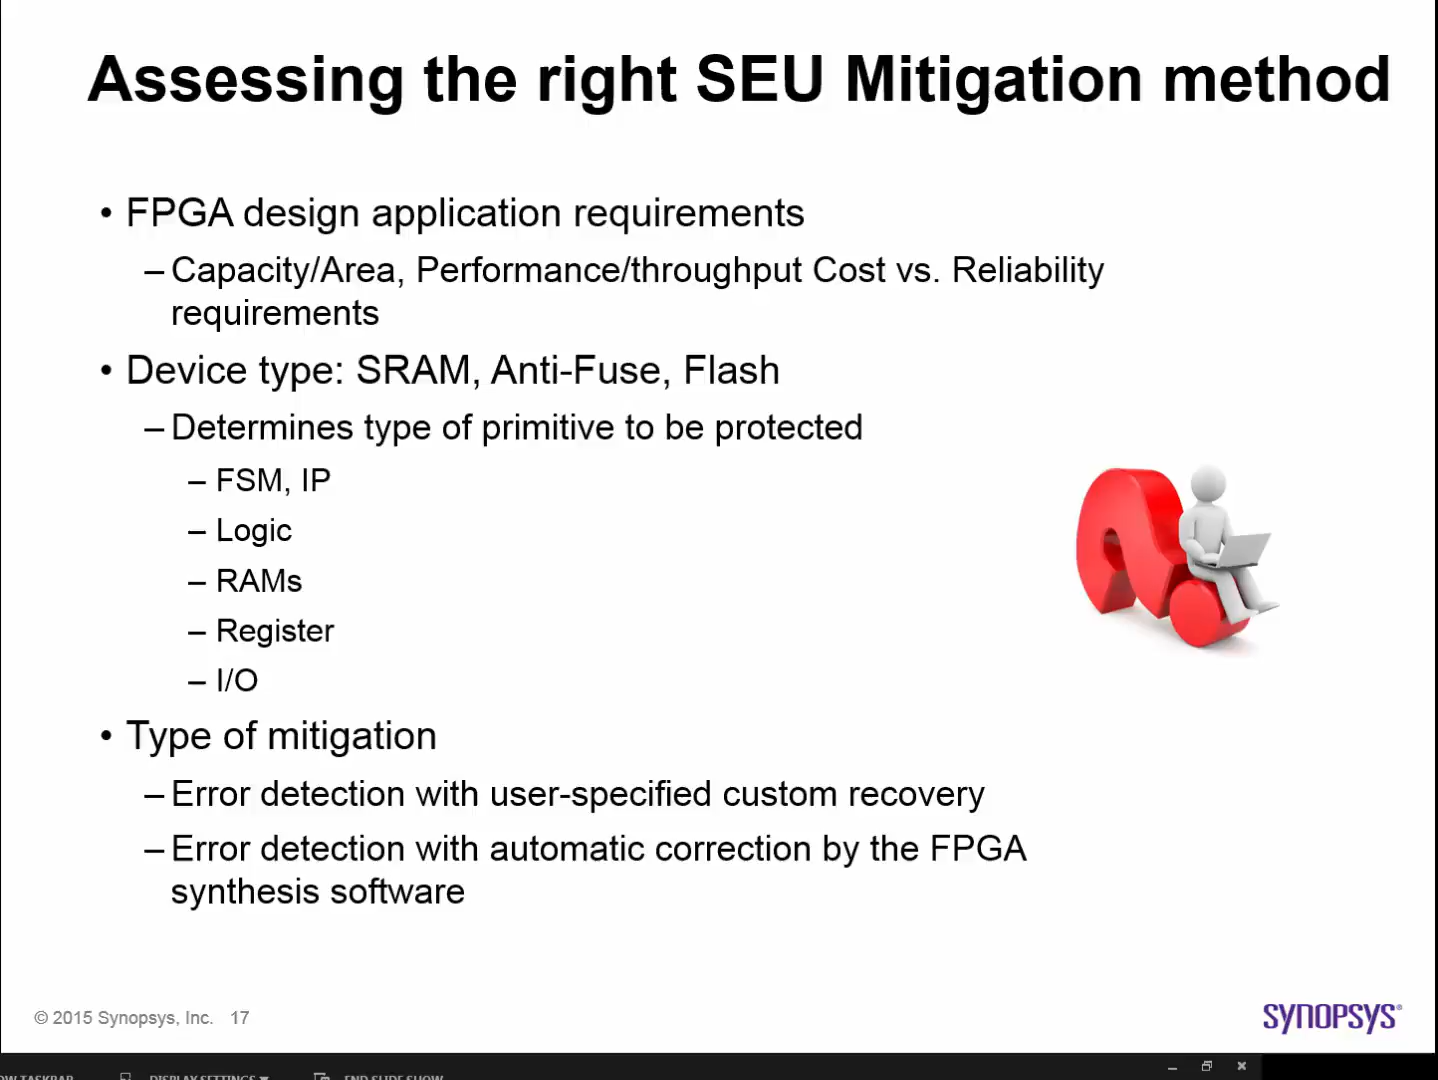 Assessing the right SEU Mitigation method
• FPGA design application requirements
– Capacity/Area, Performance/throughput Cost vs. Reliability
requirements
• Device type: SRAM, Anti-Fuse, Flash
– Determines type of primitive to be protected
– FSM, IP
– Logic
– RAMs
– Register
– I/O
• Type of mitigation
– Error detection with user-specified custom recovery
– Error detection with automatic correction by the FPGA
synthesis software
© 2015 Synopsys, Inc. 17
SYNOPSYS®
OW TASKBAR DISPLAY SETTINGS ▾ END SLIDE SHOW